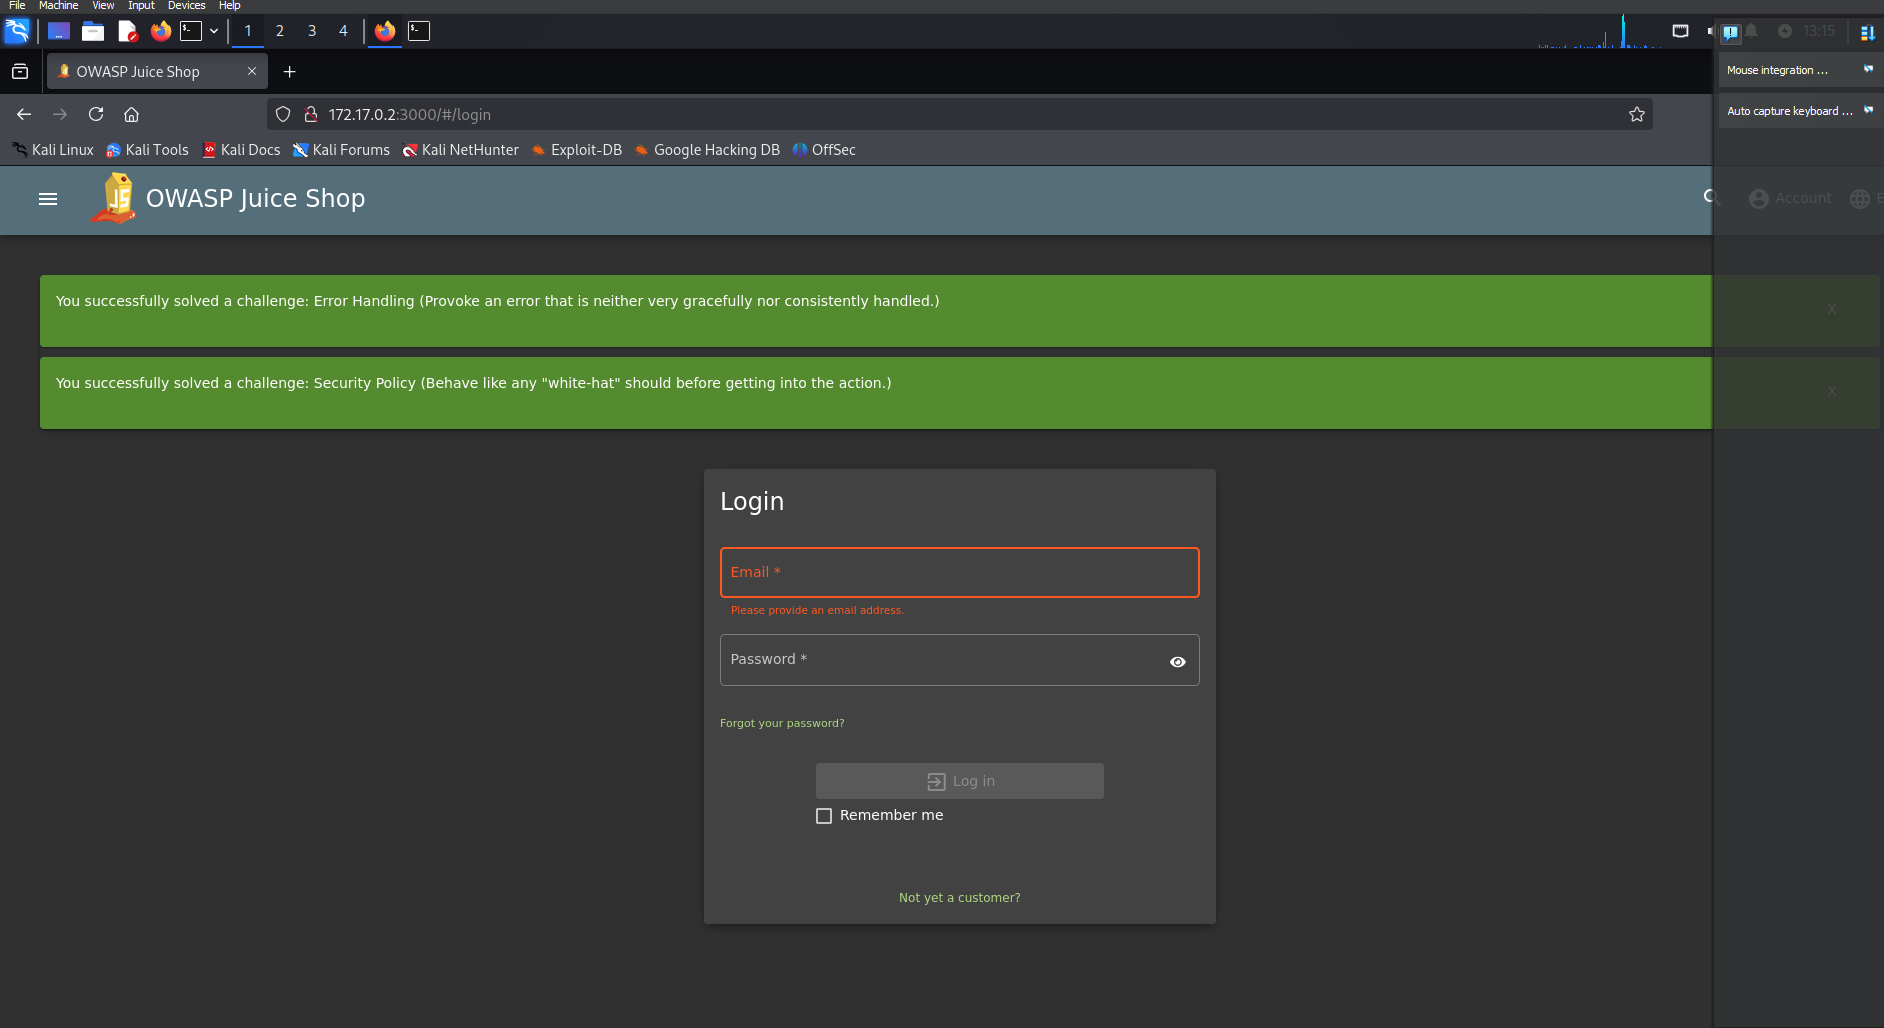 File Machine View Input Devices Help
1 2 3 4 13:15
OWASP Juice Shop
Mouse integration ...
172.17.0.2:3000/#/login
Auto capture keyboard ...
Kali Linux Kali Tools Kali Docs Kali Forums Kali NetHunter Exploit-DB Google Hacking DB OffSec
JS OWASP Juice Shop Account E
You successfully solved a challenge: Error Handling (Provoke an error that is neither very gracefully nor consistently handled.) X
You successfully solved a challenge: Security Policy (Behave like any "white-hat" should before getting into the action.) X
Login
Email *
Please provide an email address.
Password *
Forgot your password?
Log in
Remember me
Not yet a customer?